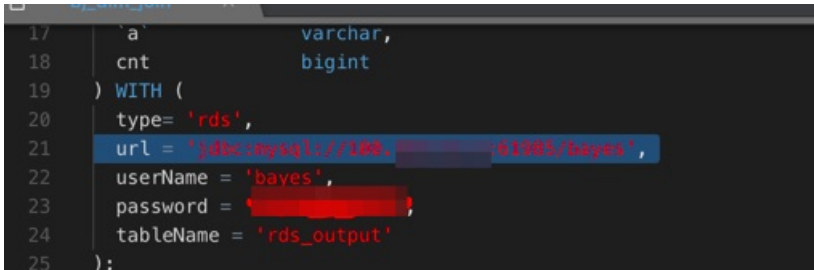 17 `a` varchar,
18 cnt bigint
19 ) WITH (
20 type= 'rds',
21 url = 'jdbc:mysql://100. :61905/bayes',
22 userName = 'bayes',
23 password = ' ,
24 tableName = 'rds_output'
25 );